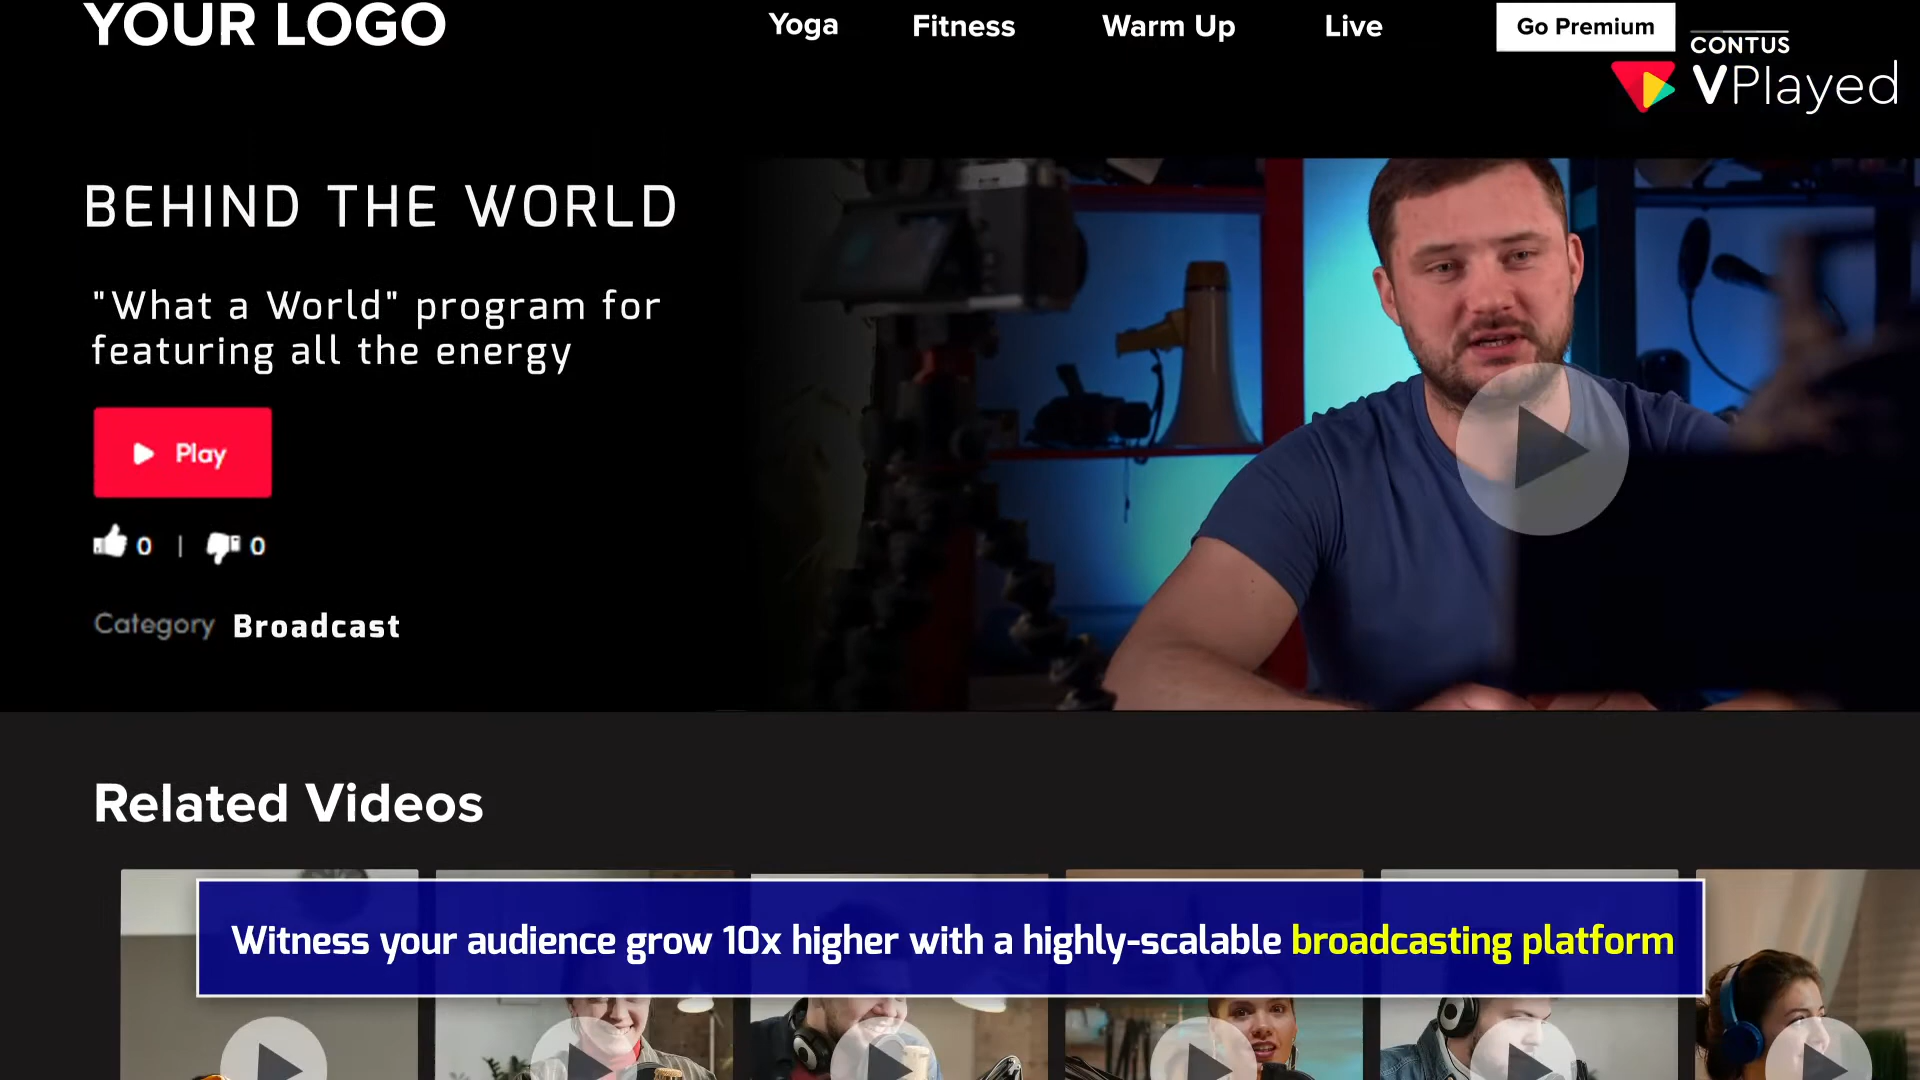 YOUR LOGO
Yoga
Fitness
Warm Up
Live
Go Premium
CONTUS
VPlayed
BEHIND THE WORLD
"What a World" program for
featuring all the energy
Play
0 | 0
Category Broadcast
Related Videos
Witness your audience grow 10x higher with a highly-scalable broadcasting platform